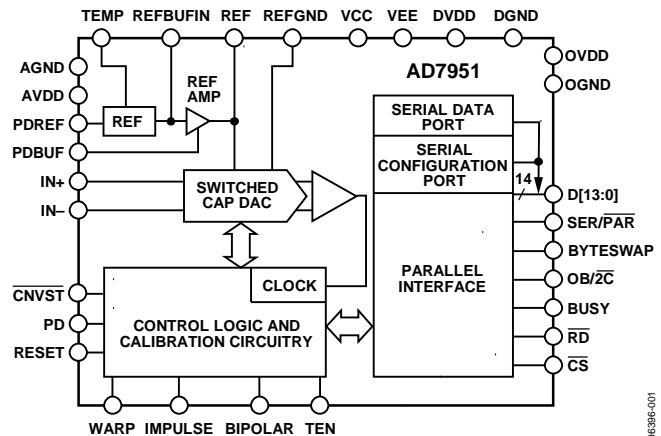 TEMP REFBUFIN REF REFGND VCC VEE DVDD DGND
AGND
AVDD
PDREF
PDBUF
IN+
IN–
CNVST
PD
RESET
REF
REF
AMP
SWITCHED
CAP DAC
CLOCK
CONTROL LOGIC AND
CALIBRATION CIRCUITRY
AD7951
SERIAL DATA
PORT
SERIAL
CONFIGURATION
PORT
14
PARALLEL
INTERFACE
OVDD
OGND
D[13:0]
SER/PAR
BYTESWAP
OB/2C
BUSY
RD
CS
WARP IMPULSE BIPOLAR TEN
06396-001